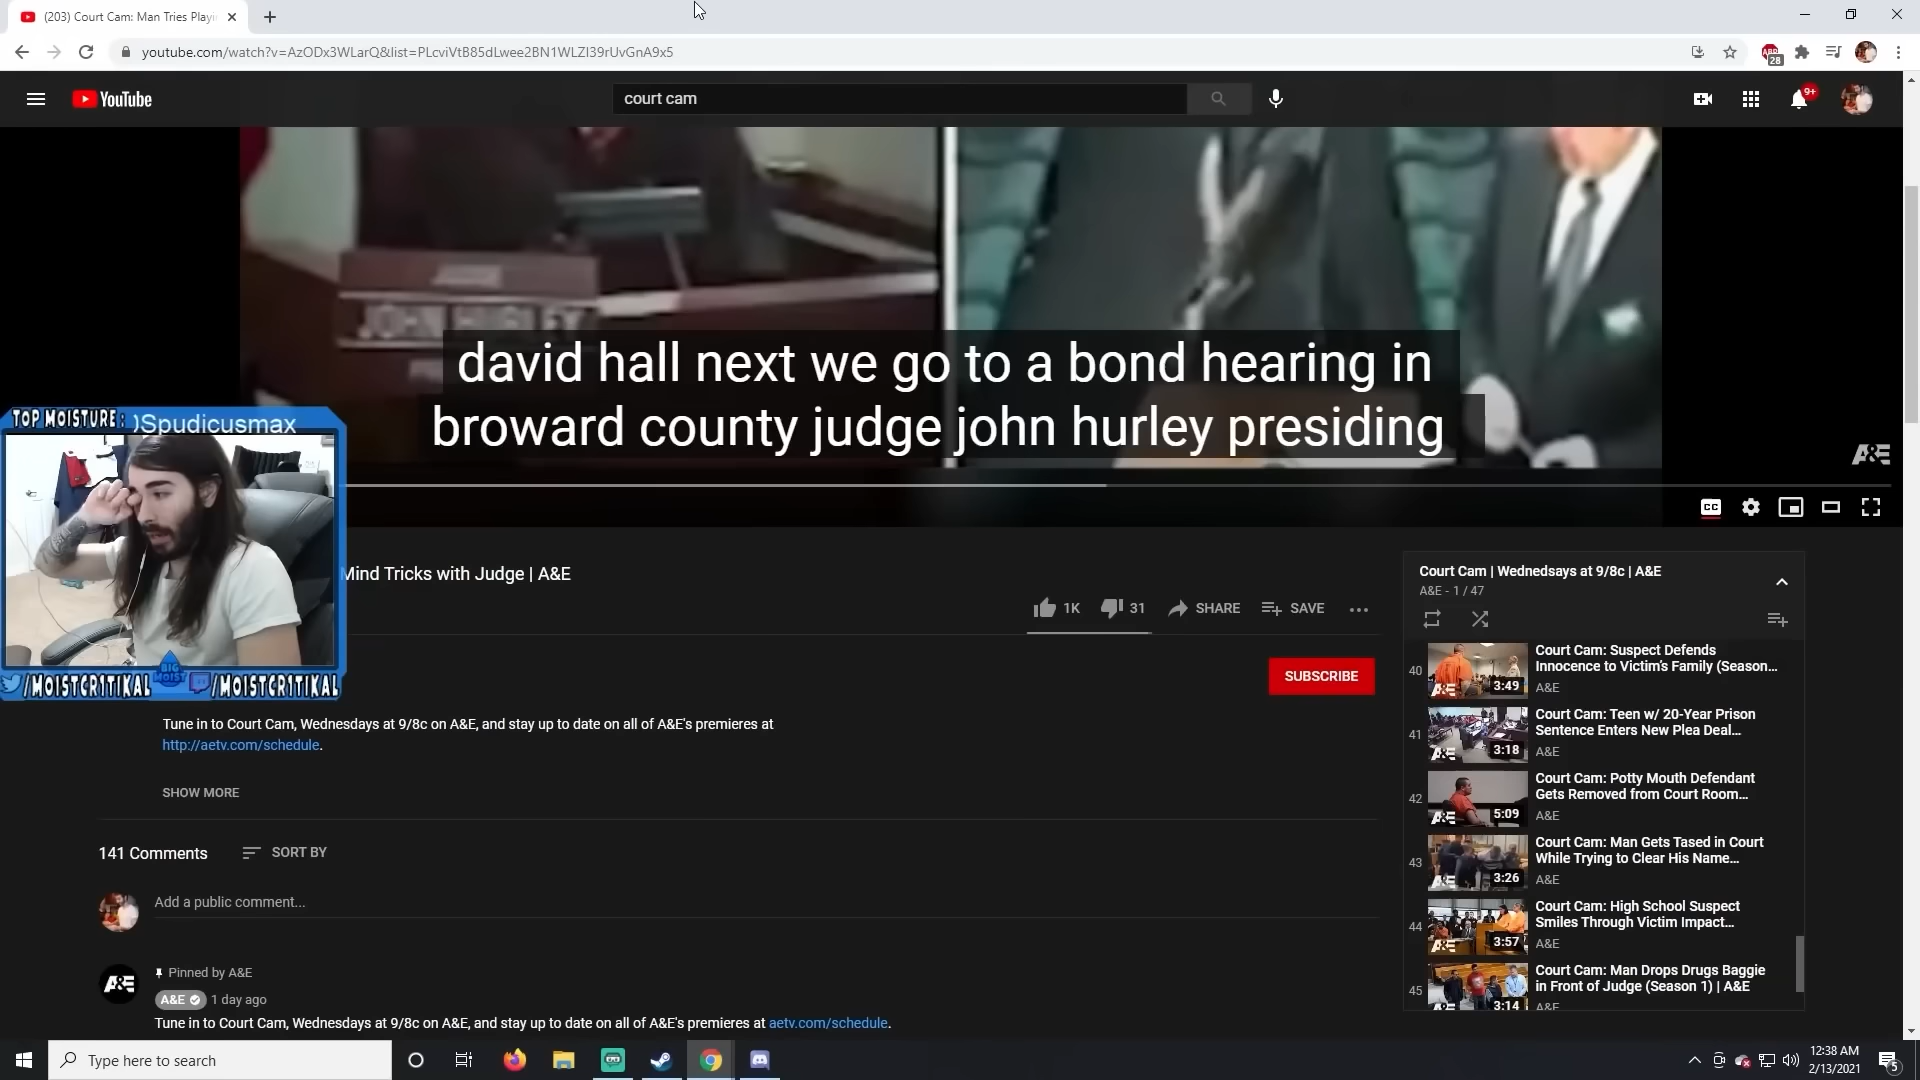 (203) Court Cam: Man Tries Playi
youtube.com/watch?v=AzODx3WLarQ&list=PLcviVtB85dLwee2BN1WLZI39rUvGnA9x5
ABP
28
YouTube
court cam
9+
JOHN HURLEY
david hall next we go to a bond hearing in
broward county judge john hurley presiding
A&E
CC
TOP MOISTURE :
)Spudicusmax
BIG
MOIST
/MOISTCR1TIKAL
/MOISTCR1TIKAL
Mind Tricks with Judge | A&E
1K
31
SHARE
SAVE
SUBSCRIBE
Tune in to Court Cam, Wednesdays at 9/8c on A&E, and stay up to date on all of A&E's premieres at
http://aetv.com/schedule.
SHOW MORE
141 Comments
SORT BY
Add a public comment...
A&E
Pinned by A&E
A&E
1 day ago
Tune in to Court Cam, Wednesdays at 9/8c on A&E, and stay up to date on all of A&E's premieres at aetv.com/schedule.
Court Cam | Wednedsays at 9/8c | A&E
A&E - 1 / 47
40
A&E
3:49
Court Cam: Suspect Defends
Innocence to Victim's Family (Season...
A&E
41
A&E
3:18
Court Cam: Teen w/ 20-Year Prison
Sentence Enters New Plea Deal...
A&E
42
A&E
5:09
Court Cam: Potty Mouth Defendant
Gets Removed from Court Room...
A&E
43
A&E
3:26
Court Cam: Man Gets Tased in Court
While Trying to Clear His Name...
A&E
44
A&E
3:57
Court Cam: High School Suspect
Smiles Through Victim Impact...
A&E
45
A&E
3:14
Court Cam: Man Drops Drugs Baggie
in Front of Judge (Season 1) | A&E
A&E
Type here to search
12:38 AM
2/13/2021
5